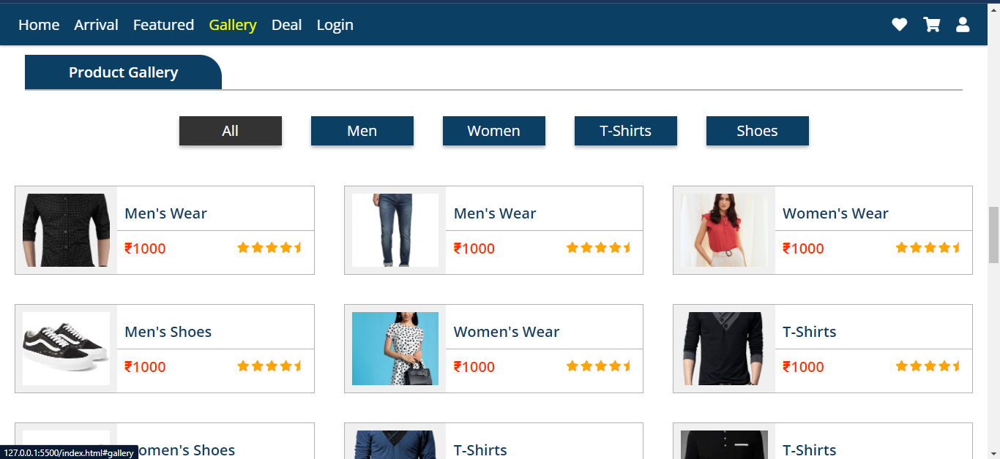 Home Arrival Featured Gallery Deal Login
Product Gallery
All Men Women T-Shirts Shoes
Men's Wear
₹1000
Men's Wear
₹1000
Women's Wear
₹1000
Men's Shoes
₹1000
Women's Wear
₹1000
T-Shirts
₹1000
omen's Shoes
T-Shirts
T-Shirts
127.0.0.1:5500/index.html#gallery